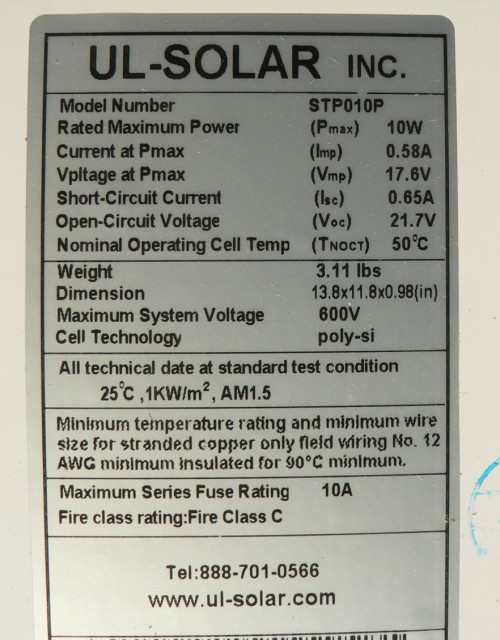 UL-SOLAR INC.
Model Number STP010P
Rated Maximum Power (Pmax) 10W
Current at Pmax (Imp) 0.58A
Vpltage at Pmax (Vmp) 17.6V
Short-Circuit Current (Isc) 0.65A
Open-Circuit Voltage (Voc) 21.7V
Nominal Operating Cell Temp (TNOCT) 50°C
Weight 3.11 lbs
Dimension 13.8x11.8x0.98(in)
Maximum System Voltage 600V
Cell Technology poly-si
All technical date at standard test condition
25°C ,1KW/m², AM1.5
Minimum temperature rating and minimum wire
size for stranded copper only field wiring No. 12
AWG minimum insulated for 90°C minimum.
Maximum Series Fuse Rating 10A
Fire class rating:Fire Class C
Tel:888-701-0566
www.ul-solar.com